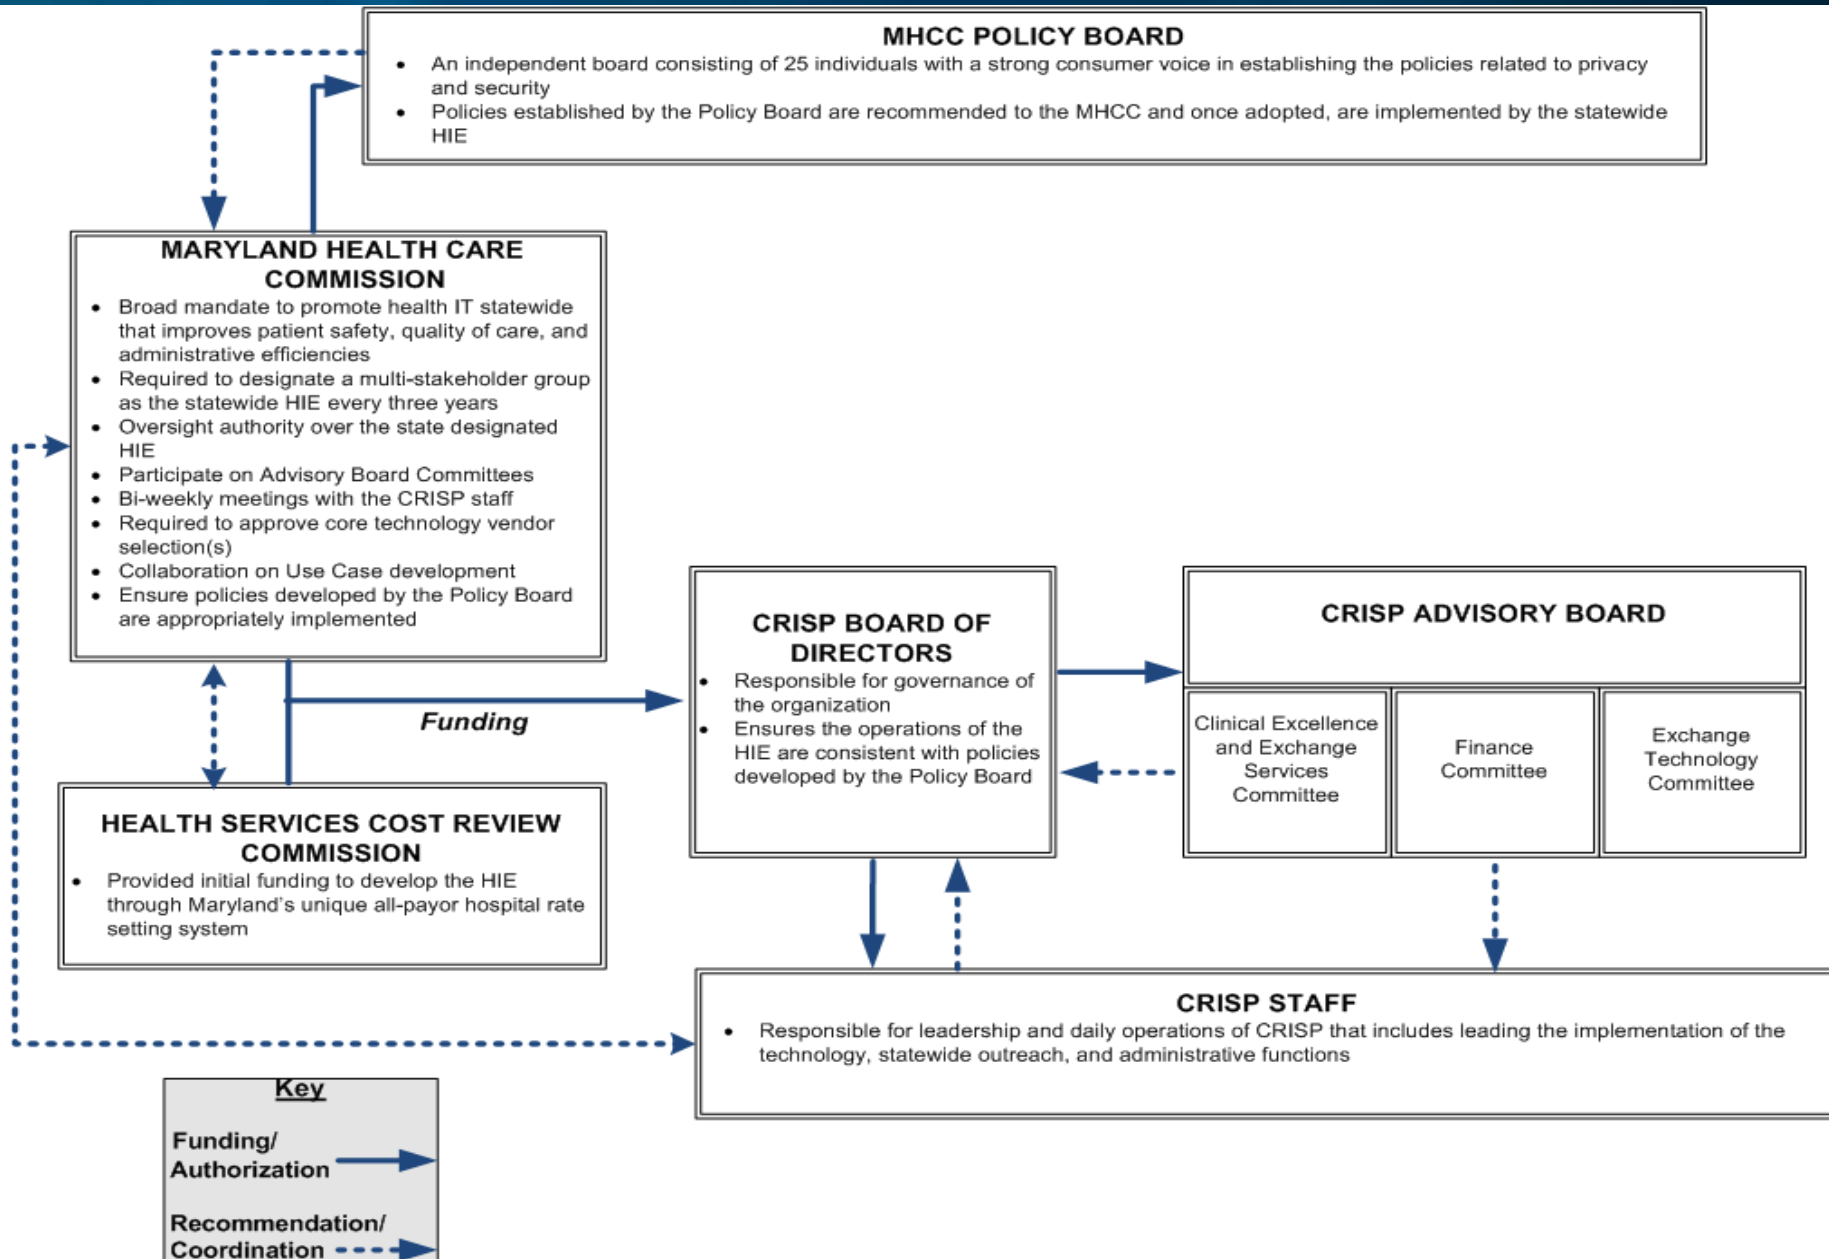 MHCC POLICY BOARD
• An independent board consisting of 25 individuals with a strong consumer voice in establishing the policies related to privacy
and security
• Policies established by the Policy Board are recommended to the MHCC and once adopted, are implemented by the statewide
HIE
MARYLAND HEALTH CARE
COMMISSION
• Broad mandate to promote health IT statewide
that improves patient safety, quality of care, and
administrative efficiencies
• Required to designate a multi-stakeholder group
as the statewide HIE every three years
• Oversight authority over the state designated
HIE
• Participate on Advisory Board Committees
• Bi-weekly meetings with the CRISP staff
• Required to approve core technology vendor
selection(s)
• Collaboration on Use Case development
• Ensure policies developed by the Policy Board
are appropriately implemented
Funding
HEALTH SERVICES COST REVIEW
COMMISSION
• Provided initial funding to develop the HIE
through Maryland's unique all-payor hospital rate
setting system
CRISP BOARD OF
DIRECTORS
• Responsible for governance of
the organization
• Ensures the operations of the
HIE are consistent with policies
developed by the Policy Board
CRISP ADVISORY BOARD
Clinical Excellence
and Exchange
Services
Committee
Finance
Committee
Exchange
Technology
Committee
CRISP STAFF
• Responsible for leadership and daily operations of CRISP that includes leading the implementation of the
technology, statewide outreach, and administrative functions
Key
Funding/
Authorization
Recommendation/
Coordination